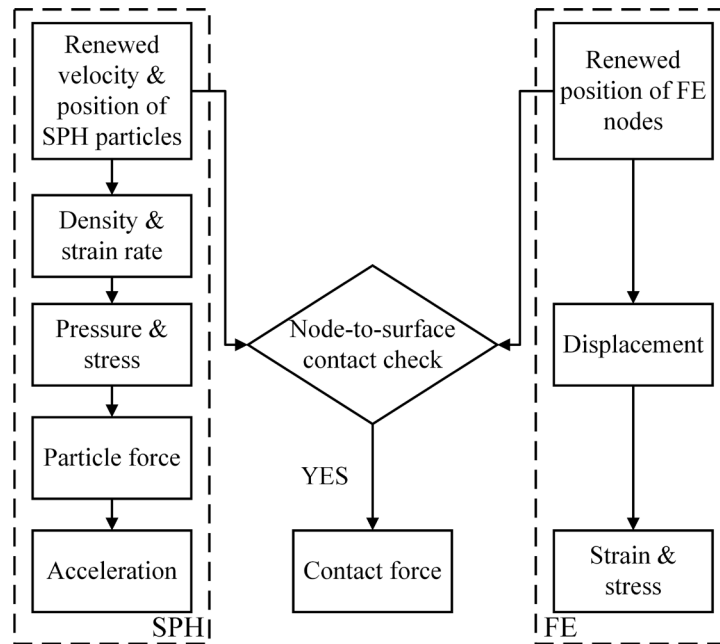 Renewed
velocity &
position of
SPH particles
Density &
strain rate
Pressure &
stress
Particle force
Acceleration
SPH
Node-to-surface
contact check
YES
Contact force
Renewed
position of FE
nodes
Displacement
Strain &
stress
FE